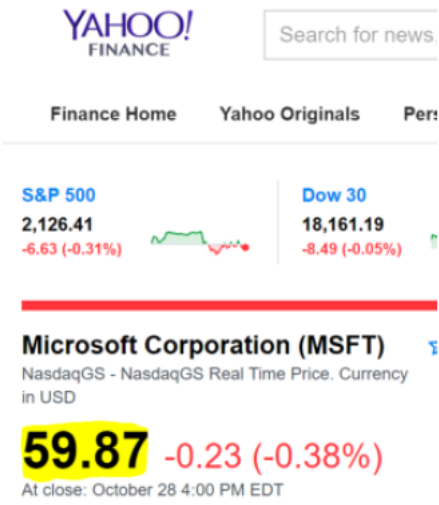 YAHOO!
FINANCE
Search for news
Finance Home Yahoo Originals Pers
S&P 500
2,126.41
-6.63 (-0.31%)
Dow 30
18,161.19
-8.49 (-0.05%)
Microsoft Corporation (MSFT)
NasdaqGS - NasdaqGS Real Time Price. Currency
in USD
59.87 -0.23 (-0.38%)
At close: October 28 4:00 PM EDT